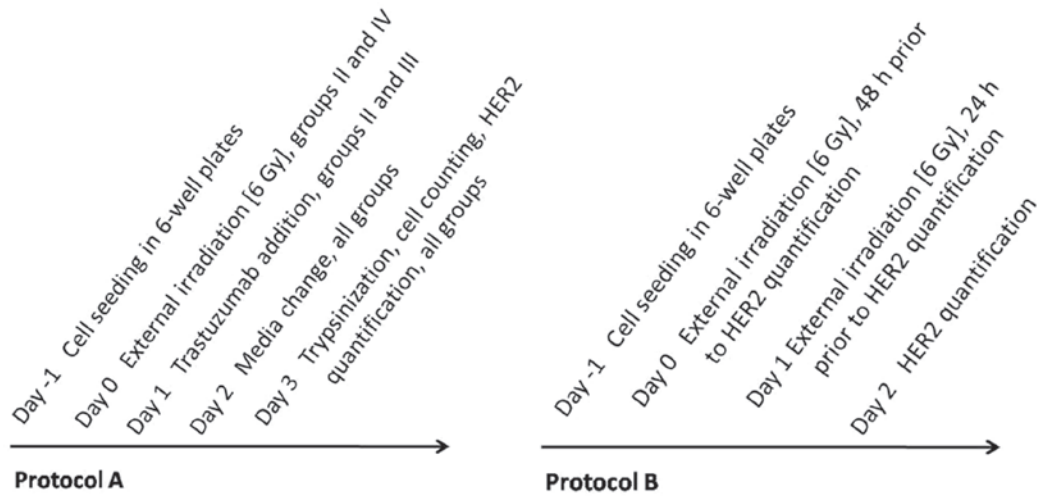 Day -1 Cell seeding in 6-well plates
Day 0 External irradiation [6 Gy], groups II and IV
Day 1 Trastuzumab addition, groups II and III
Day 2 Media change, all groups
Day 3 Trypsinization, cell counting, HER2
quantification, all groups
Protocol A
Day -1 Cell seeding in 6-well plates
Day 0 External irradiation [6 Gy], 48 h prior
to HER2 quantification
Day 1 External irradiation [6 Gy], 24 h
prior to HER2 quantification
Day 2 HER2 quantification
Protocol B